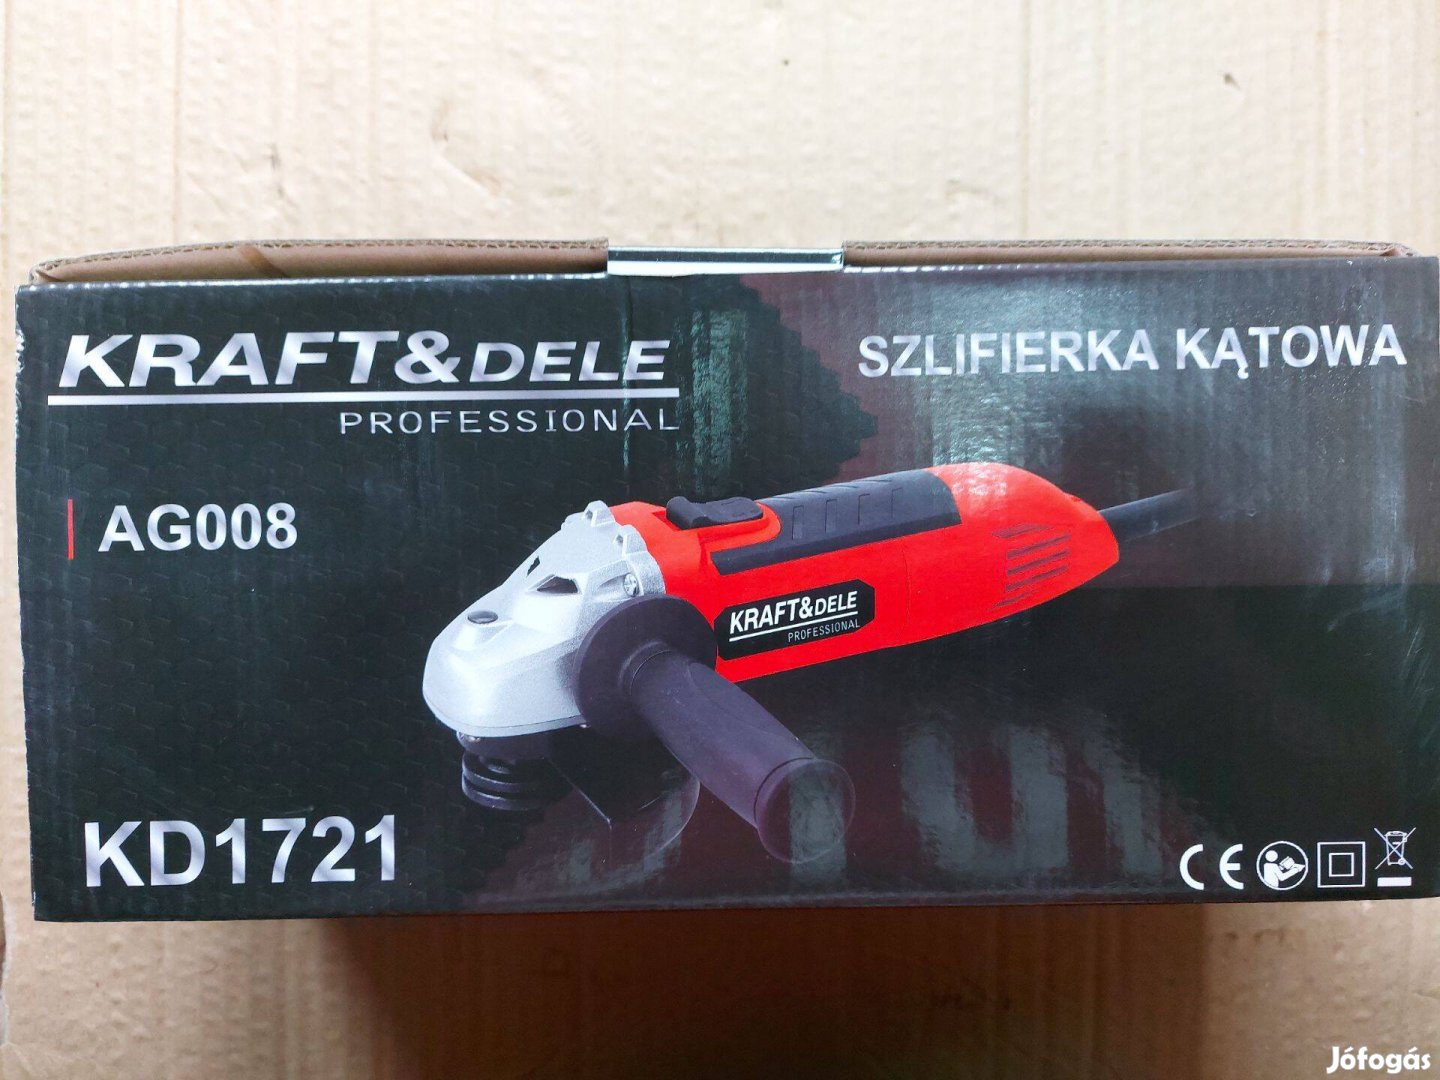 KRAFT&DELE
PROFESSIONAL
SZLIFIERKA KĄTOWA
AG008
KRAFT&DELE
PROFESSIONAL
KD1721
CE
Jófogás